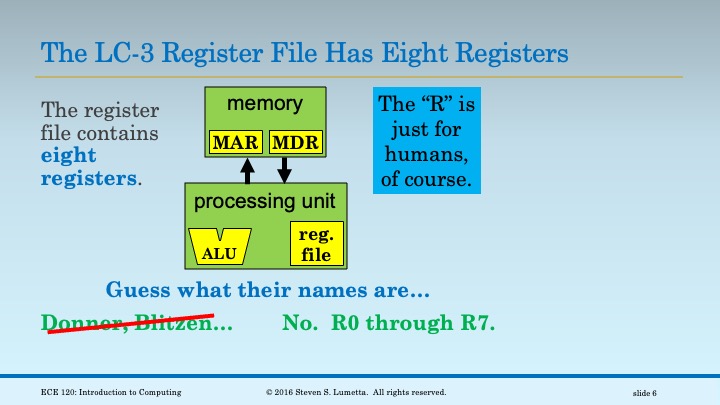 The LC-3 Register File Has Eight Registers
The register
file contains
eight
registers.
memory
MAR MDR
processing unit
ALU
reg.
file
The “R” is
just for
humans,
of course.
Guess what their names are…
Donner, Blitzen… No. R0 through R7.
ECE 120: Introduction to Computing © 2016 Steven S. Lumetta. All rights reserved. slide 6